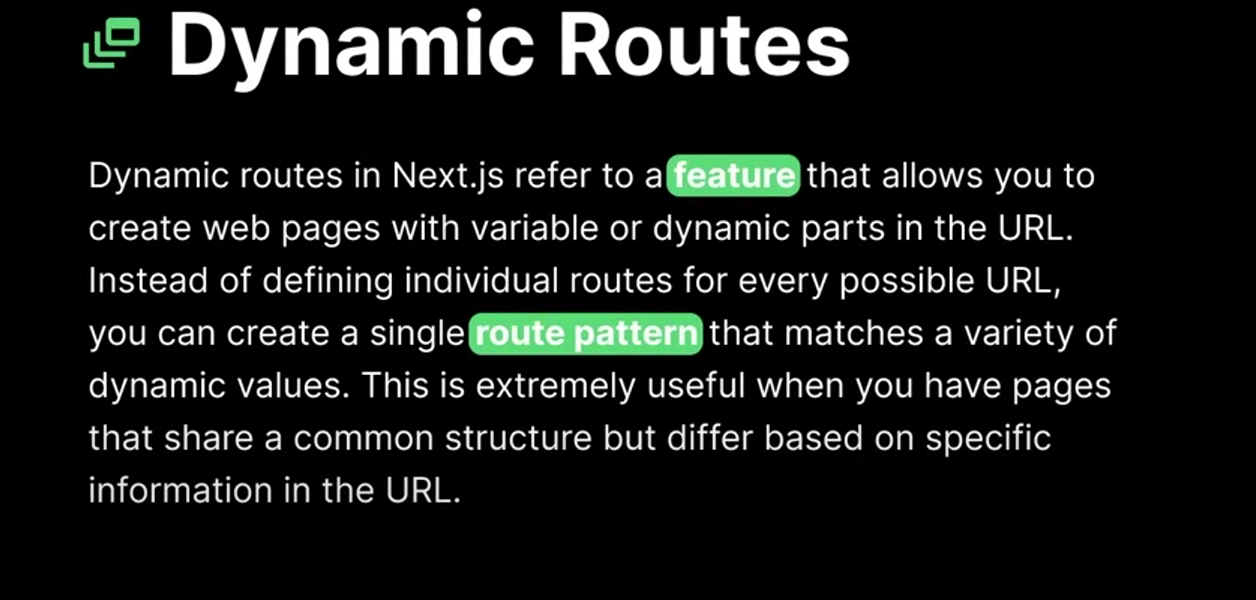 Dynamic Routes
Dynamic routes in Next.js refer to a feature that allows you to
create web pages with variable or dynamic parts in the URL.
Instead of defining individual routes for every possible URL,
you can create a single route pattern that matches a variety of
dynamic values. This is extremely useful when you have pages
that share a common structure but differ based on specific
information in the URL.